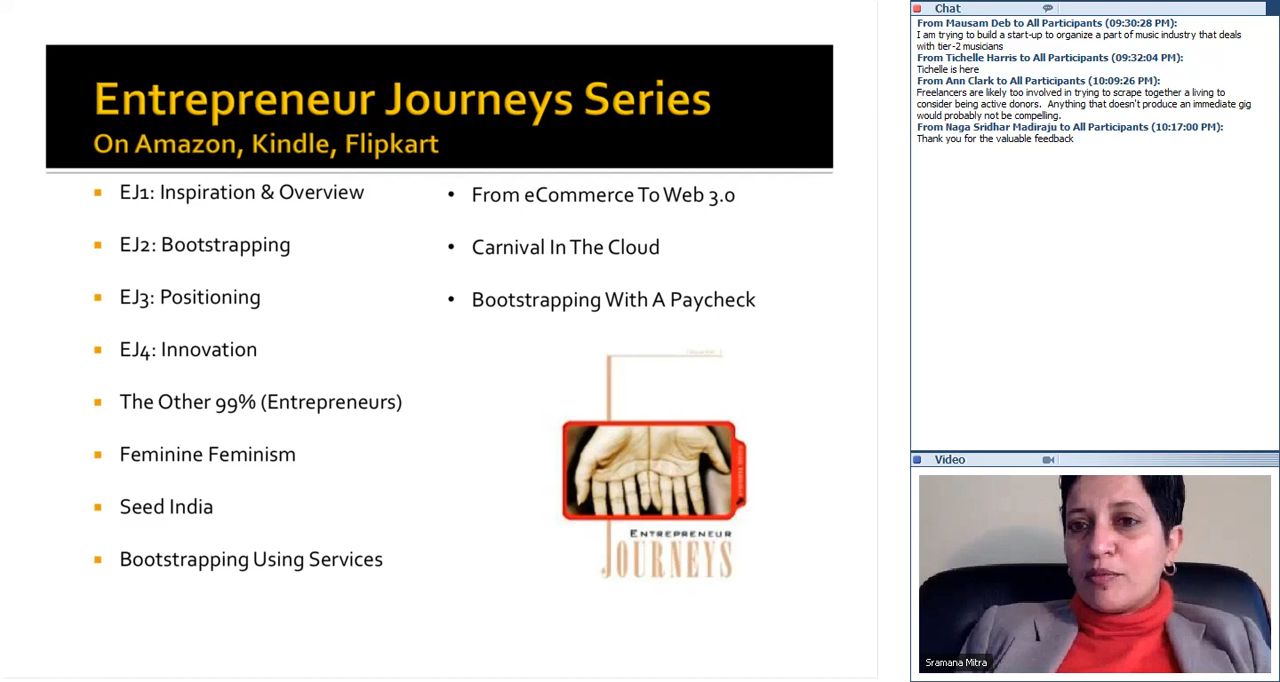 Entrepreneur Journeys Series
On Amazon, Kindle, Flipkart
EJ1: Inspiration & Overview
EJ2: Bootstrapping
EJ3: Positioning
EJ4: Innovation
The Other 99% (Entrepreneurs)
Feminine Feminism
Seed India
Bootstrapping Using Services
From eCommerce To Web 3.0
Carnival In The Cloud
Bootstrapping With A Paycheck
ENTREPRENEUR
JOURNEYS
Chat
From Mausam Deb to All Participants (09:30:28 PM):
I am trying to build a start-up to organize a part of music industry that deals
with tier-2 musicians
From Tichelle Harris to All Participants (09:32:04 PM):
Tichelle is here
From Ann Clark to All Participants (10:09:26 PM):
Freelancers are likely too involved in trying to scrape together a living to
consider being active donors.  Anything that doesn't produce an immediate gig
would probably not be compelling.
From Naga Sridhar Madiraju to All Participants (10:17:00 PM):
Thank you for the valuable feedback
Video
Sramana Mitra